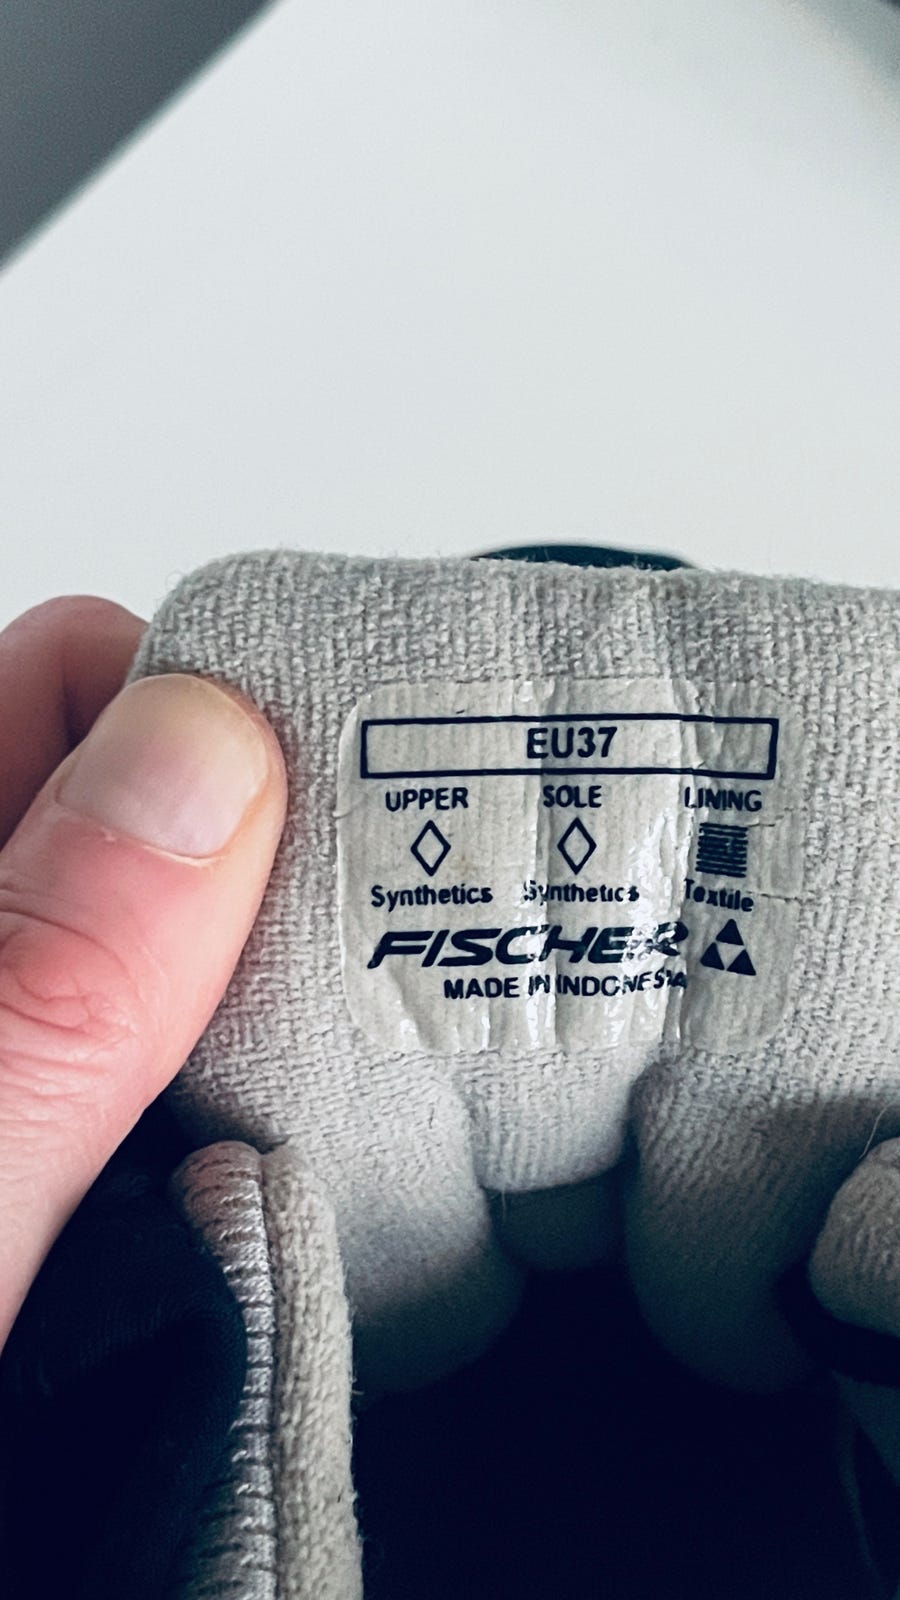 EU37
UPPER SOLE LINING
Synthetics Synthetics Textile
FISCHER
MADE IN INDONESIA